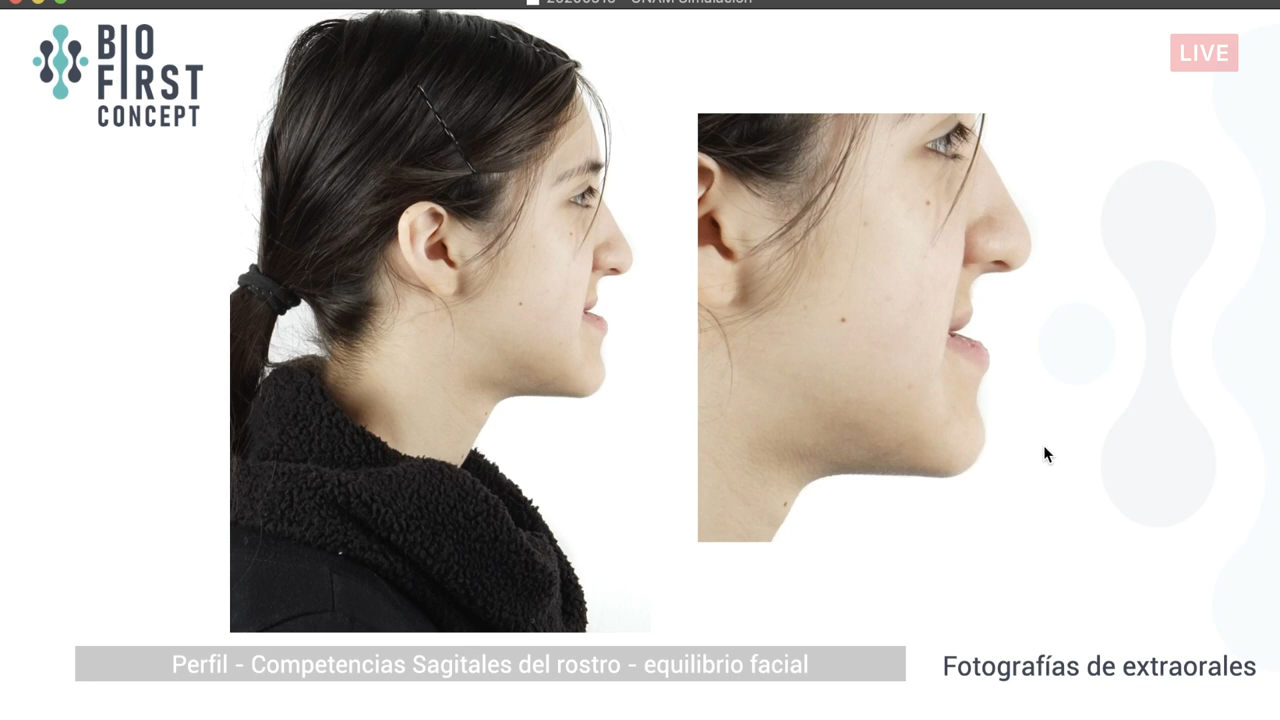 BIO
FIRST
CONCEPT
LIVE
Perfil - Competencias Sagitales del rostro - equilibrio facial
Fotografías de extraorales